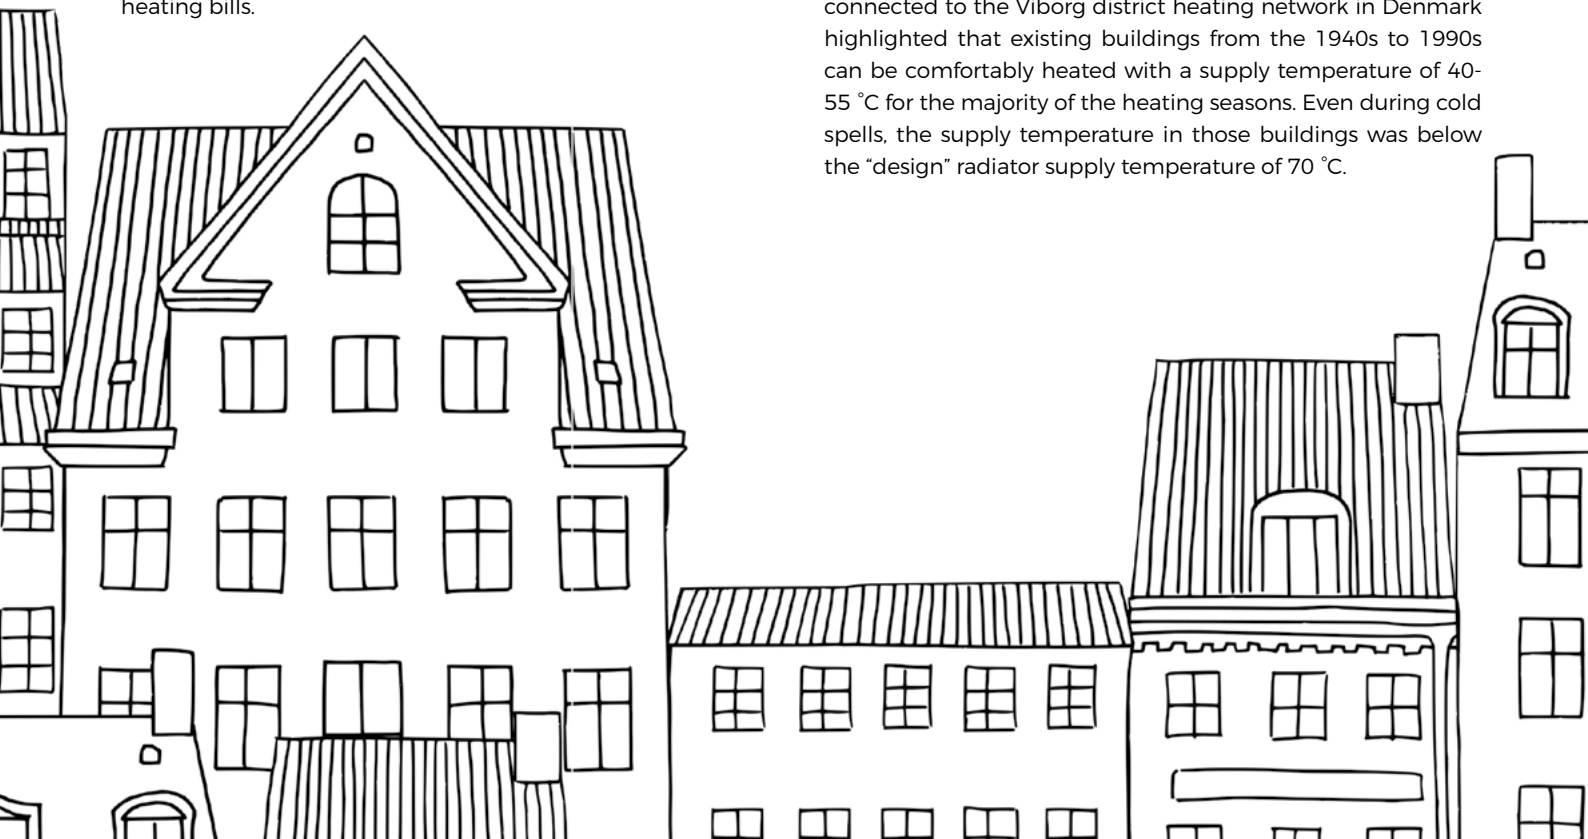 heating bills.
connected to the Viborg district heating network in Denmark
highlighted that existing buildings from the 1940s to 1990s
can be comfortably heated with a supply temperature of 40-
55 °C for the majority of the heating seasons. Even during cold
spells, the supply temperature in those buildings was below
the “design” radiator supply temperature of 70 °C.